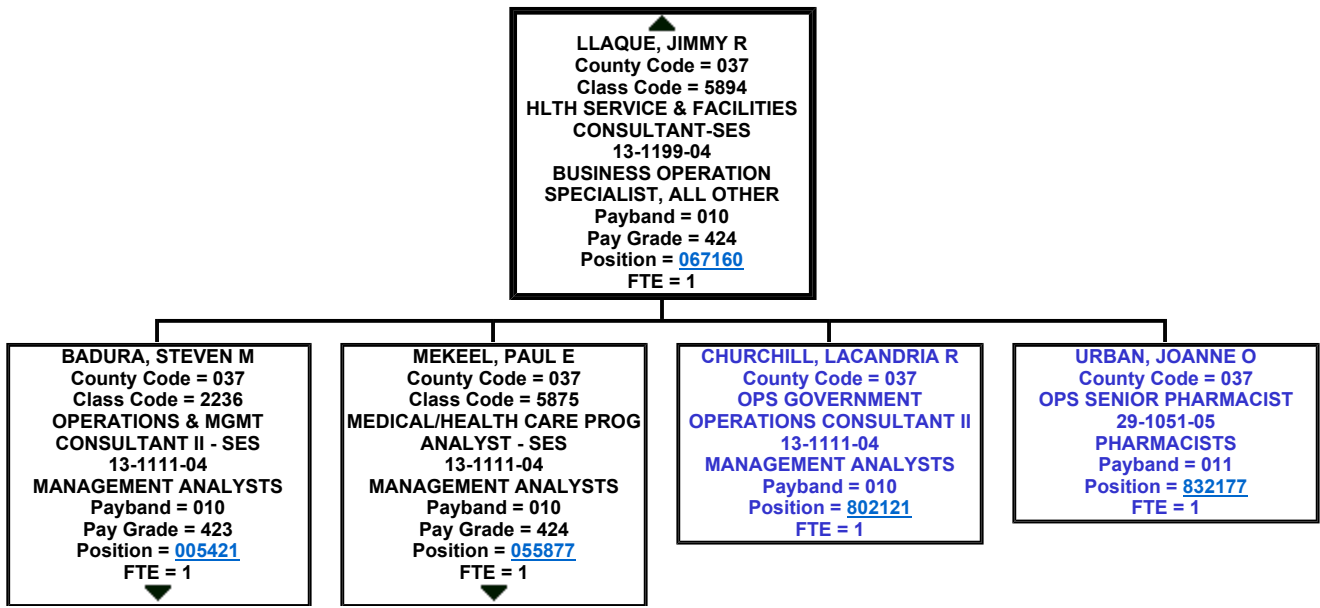 LLAQUE, JIMMY R
County Code = 037
Class Code = 5894
HLTH SERVICE & FACILITIES
CONSULTANT-SES
13-1199-04
BUSINESS OPERATION
SPECIALIST, ALL OTHER
Payband = 010
Pay Grade = 424
Position = 067160
FTE = 1
BADURA, STEVEN M
County Code = 037
Class Code = 2236
OPERATIONS & MGMT
CONSULTANT II - SES
13-1111-04
MANAGEMENT ANALYSTS
Payband = 010
Pay Grade = 423
Position = 005421
FTE = 1
MEKEEL, PAUL E
County Code = 037
Class Code = 5875
MEDICAL/HEALTH CARE PROG
ANALYST - SES
13-1111-04
MANAGEMENT ANALYSTS
Payband = 010
Pay Grade = 424
Position = 055877
FTE = 1
CHURCHILL, LACANDRIA R
County Code = 037
OPS GOVERNMENT
OPERATIONS CONSULTANT II
13-1111-04
MANAGEMENT ANALYSTS
Payband = 010
Position = 802121
FTE = 1
URBAN, JOANNE O
County Code = 037
OPS SENIOR PHARMACIST
29-1051-05
PHARMACISTS
Payband = 011
Position = 832177
FTE = 1